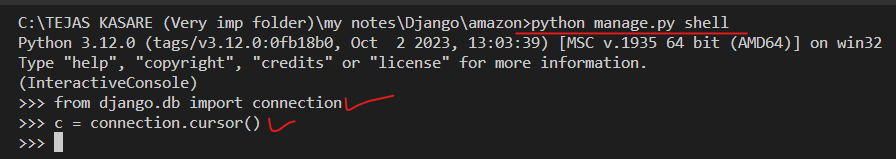 C:\TEJAS KASARE (Very imp folder)\my notes\Django\amazon>python manage.py shell
Python 3.12.0 (tags/v3.12.0:0fb18b0, Oct  2 2023, 13:03:39) [MSC v.1935 64 bit (AMD64)] on win32
Type "help", "copyright", "credits" or "license" for more information.
(InteractiveConsole)
>>> from django.db import connection
>>> c = connection.cursor()
>>>